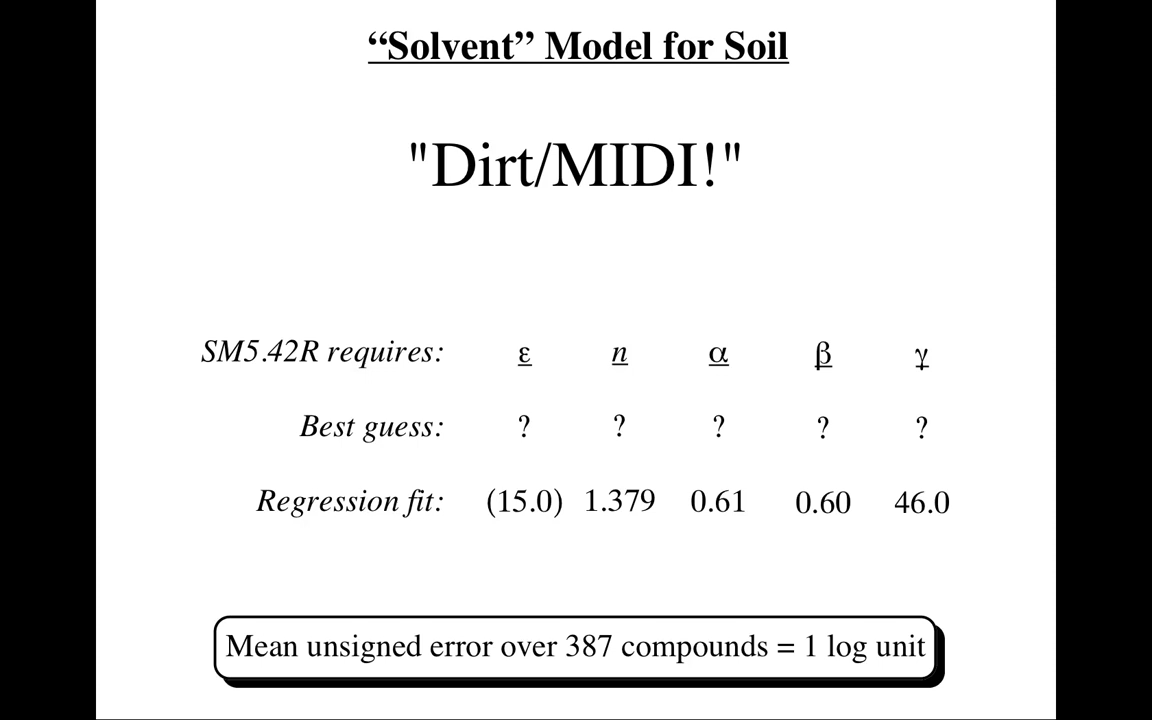 “Solvent” Model for Soil
"Dirt/MIDI!"
SM5.42R requires: ε n α β γ
Best guess: ? ? ? ? ?
Regression fit: (15.0) 1.379 0.61 0.60 46.0
Mean unsigned error over 387 compounds = 1 log unit